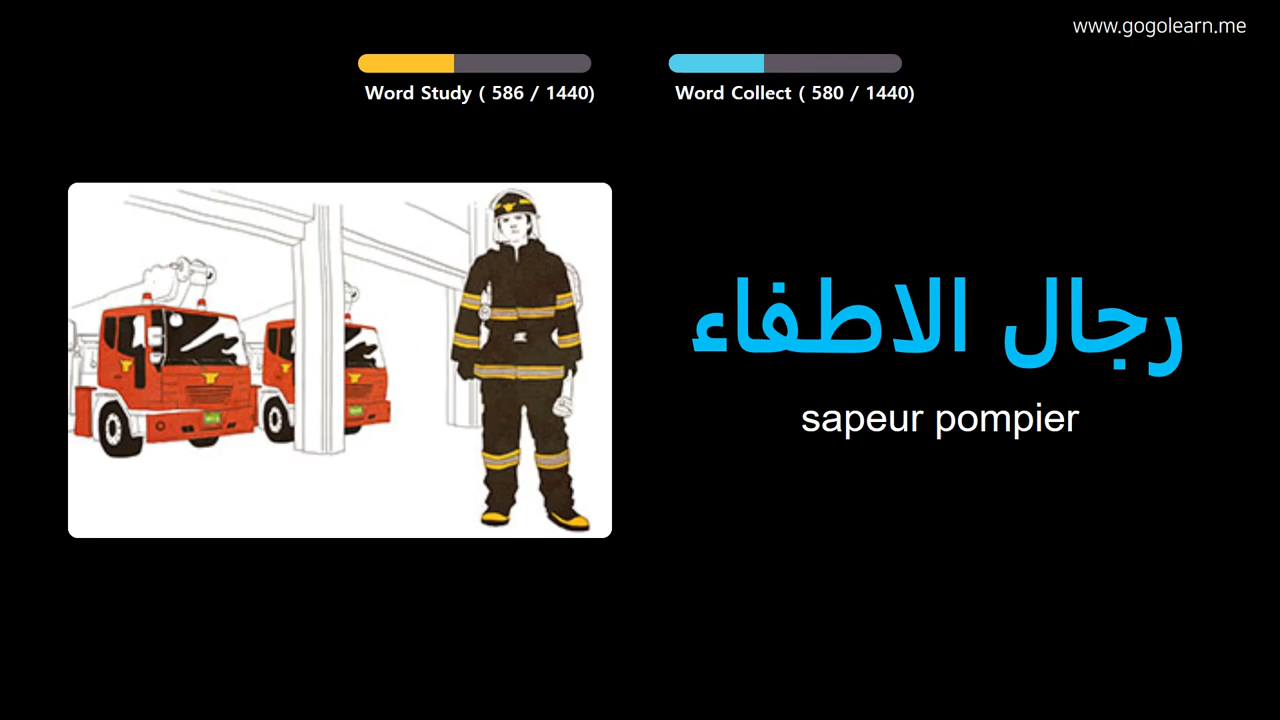 www.gogolearn.me
Word Study ( 586 / 1440)
Word Collect ( 580 / 1440)
رجال الاطفاء
sapeur pompier